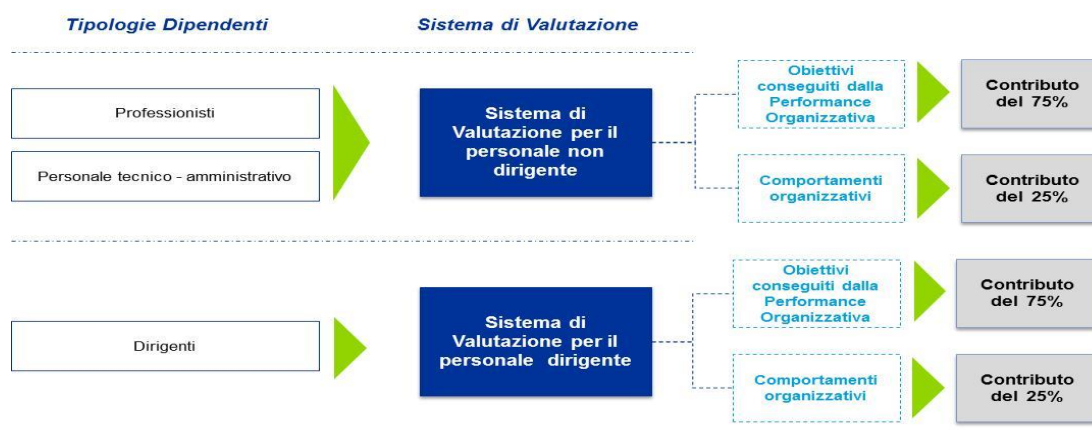 Tipologie Dipendenti
Sistema di Valutazione
Professionisti
Personale tecnico - amministrativo
Sistema di
Valutazione per il
personale non
dirigente
Obiettivi
conseguiti dalla
Performance
Organizzativa
Contributo
del 75%
Comportamenti
organizzativi
Contributo
del 25%
Dirigenti
Sistema di
Valutazione per il
personale dirigente
Obiettivi
conseguiti dalla
Performance
Organizzativa
Contributo
del 75%
Comportamenti
organizzativi
Contributo
del 25%